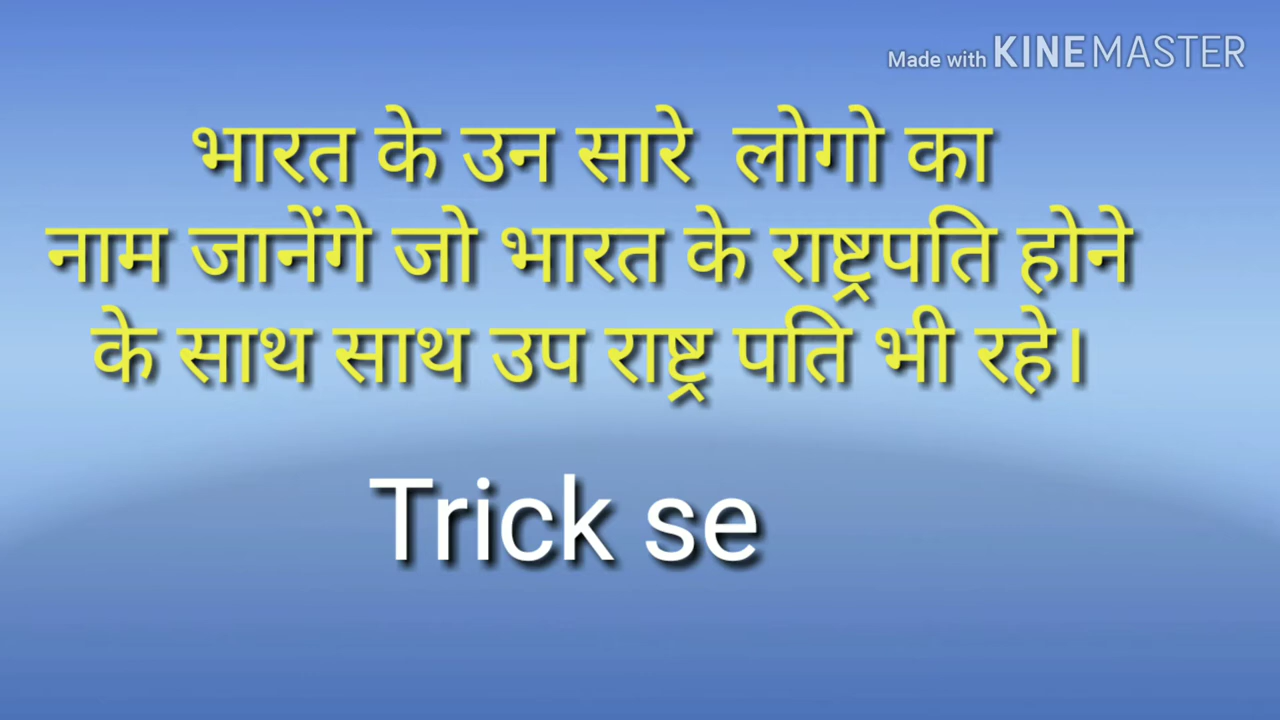 Made with KINEMASTER
भारत के उन सारे लोगो का
नाम जानेंगे जो भारत के राष्ट्रपति होने
के साथ साथ उप राष्ट्र पति भी रहे।
Trick se